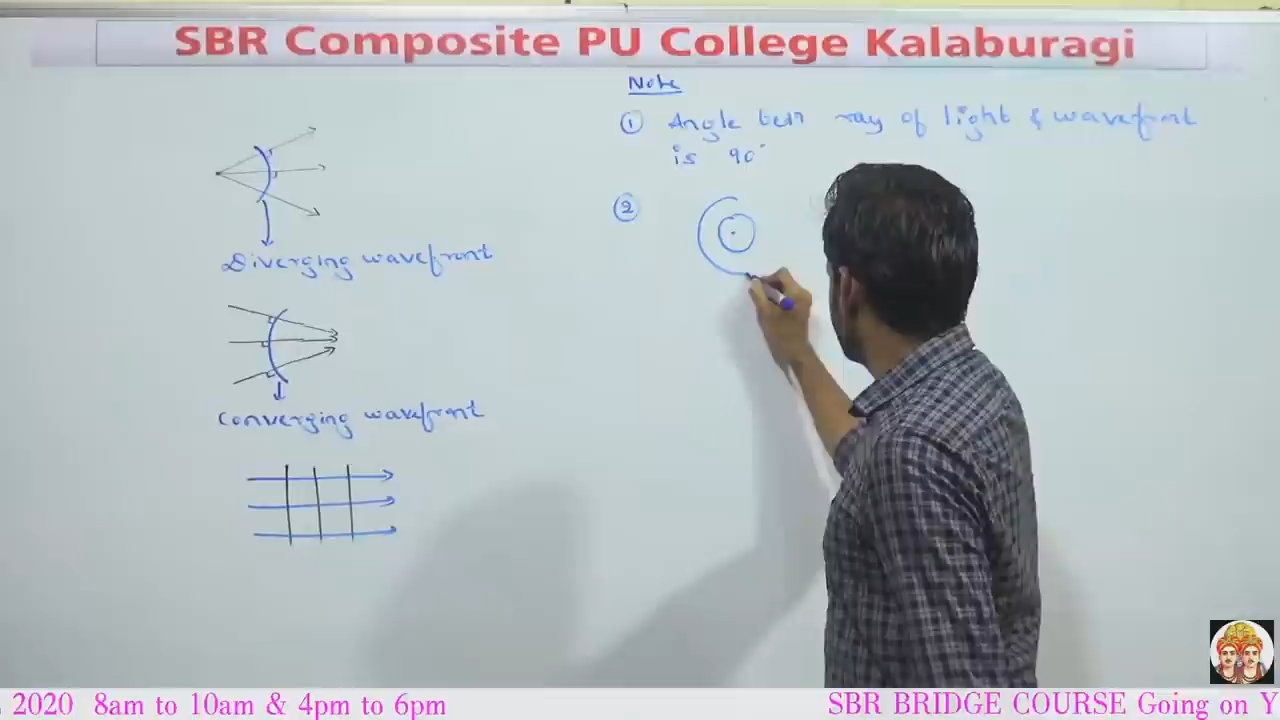 SBR Composite PU College Kalaburagi
Note
① Angle betn ray of light & wavefront
is 90°
②
Diverging wavefront
Converging wavefront
2020 8am to 10am & 4pm to 6pm
SBR BRIDGE COURSE Going on Y